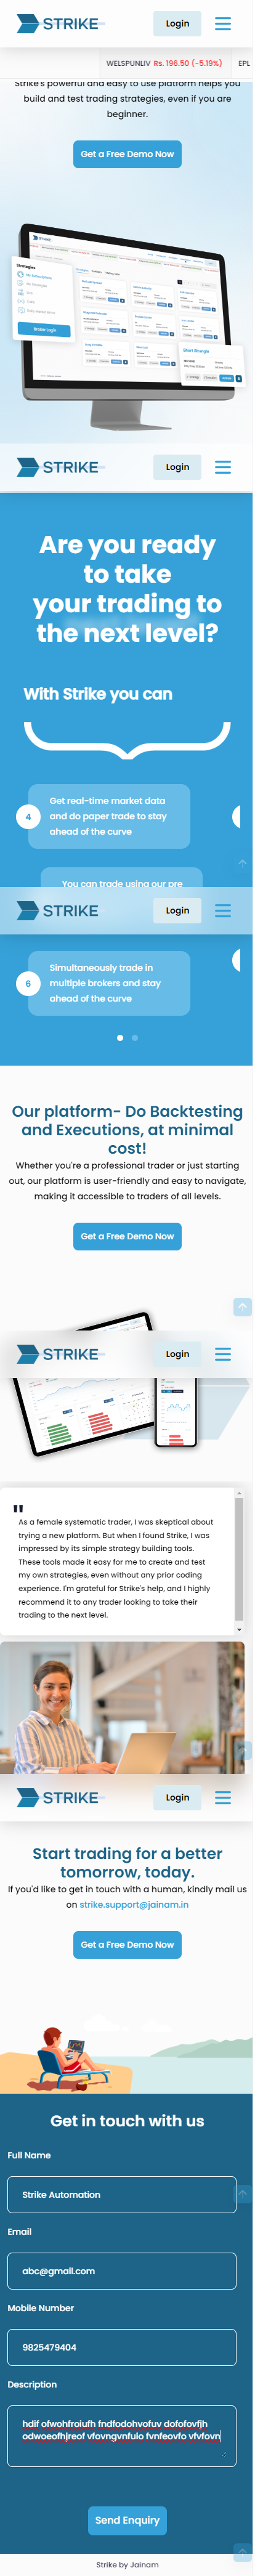 STRIKE
Login
WELSPUNLIV Rs. 196.50 (-5.19%) EPL
Strike's powerful and easy to use platform helps you
build and test trading strategies, even if you are
beginner.
Get a Free Demo Now
STRIKE
Strategies
Broker Login
Short Straddle
STRIKE
Login
Are you ready
to take
your trading to
the next level?
With Strike you can
4
Get real-time market data
and do paper trade to stay
ahead of the curve
You can trade using our pre
STRIKE
Login
6
Simultaneously trade in
multiple brokers and stay
ahead of the curve
Our platform- Do Backtesting
and Executions, at minimal
cost!
Whether you're a professional trader or just starting
out, our platform is user-friendly and easy to navigate,
making it accessible to traders of all levels.
Get a Free Demo Now
STRIKE
Login
"
As a female systematic trader, I was skeptical about
trying a new platform. But when I found Strike, I was
impressed by its simple strategy building tools.
These tools made it easy for me to create and test
my own strategies, even without any prior coding
experience. I'm grateful for Strike's help, and I highly
recommend it to any trader looking to take their
trading to the next level.
STRIKE
Login
Start trading for a better
tomorrow, today.
If you'd like to get in touch with a human, kindly mail us
on strike.support@jainam.in
Get a Free Demo Now
Get in touch with us
Full Name
Strike Automation
Email
abc@gmail.com
Mobile Number
9825479404
Description
hdif ofwohfroiufh fndfodohvofuv dofofovfjh
odwoeofhjreof vfovngvnfuio fvnfeovfo vfvfovn
Send Enquiry
Strike by Jainam